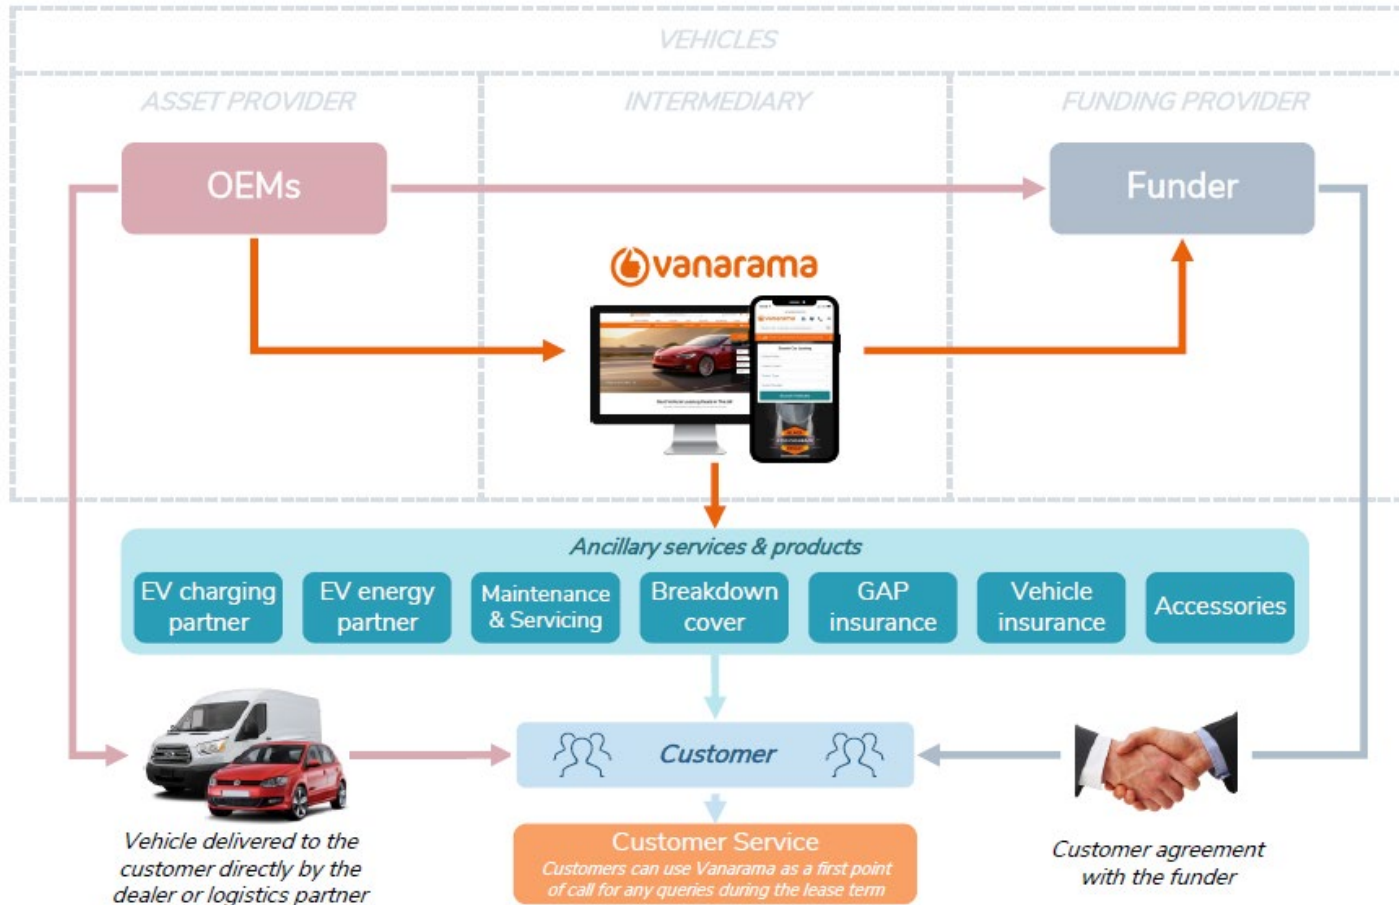 VEHICLES
ASSET PROVIDER
INTERMEDIARY
FUNDING PROVIDER
OEMs
Funder
vanarama
vanarama
Ancillary services & products
EV charging
partner
EV energy
partner
Maintenance
& Servicing
Breakdown
cover
GAP
insurance
Vehicle
insurance
Accessories
Customer
Vehicle delivered to the
customer directly by the
dealer or logistics partner
Customer Service
Customers can use Vanarama as a first point
of call for any queries during the lease term
Customer agreement
with the funder